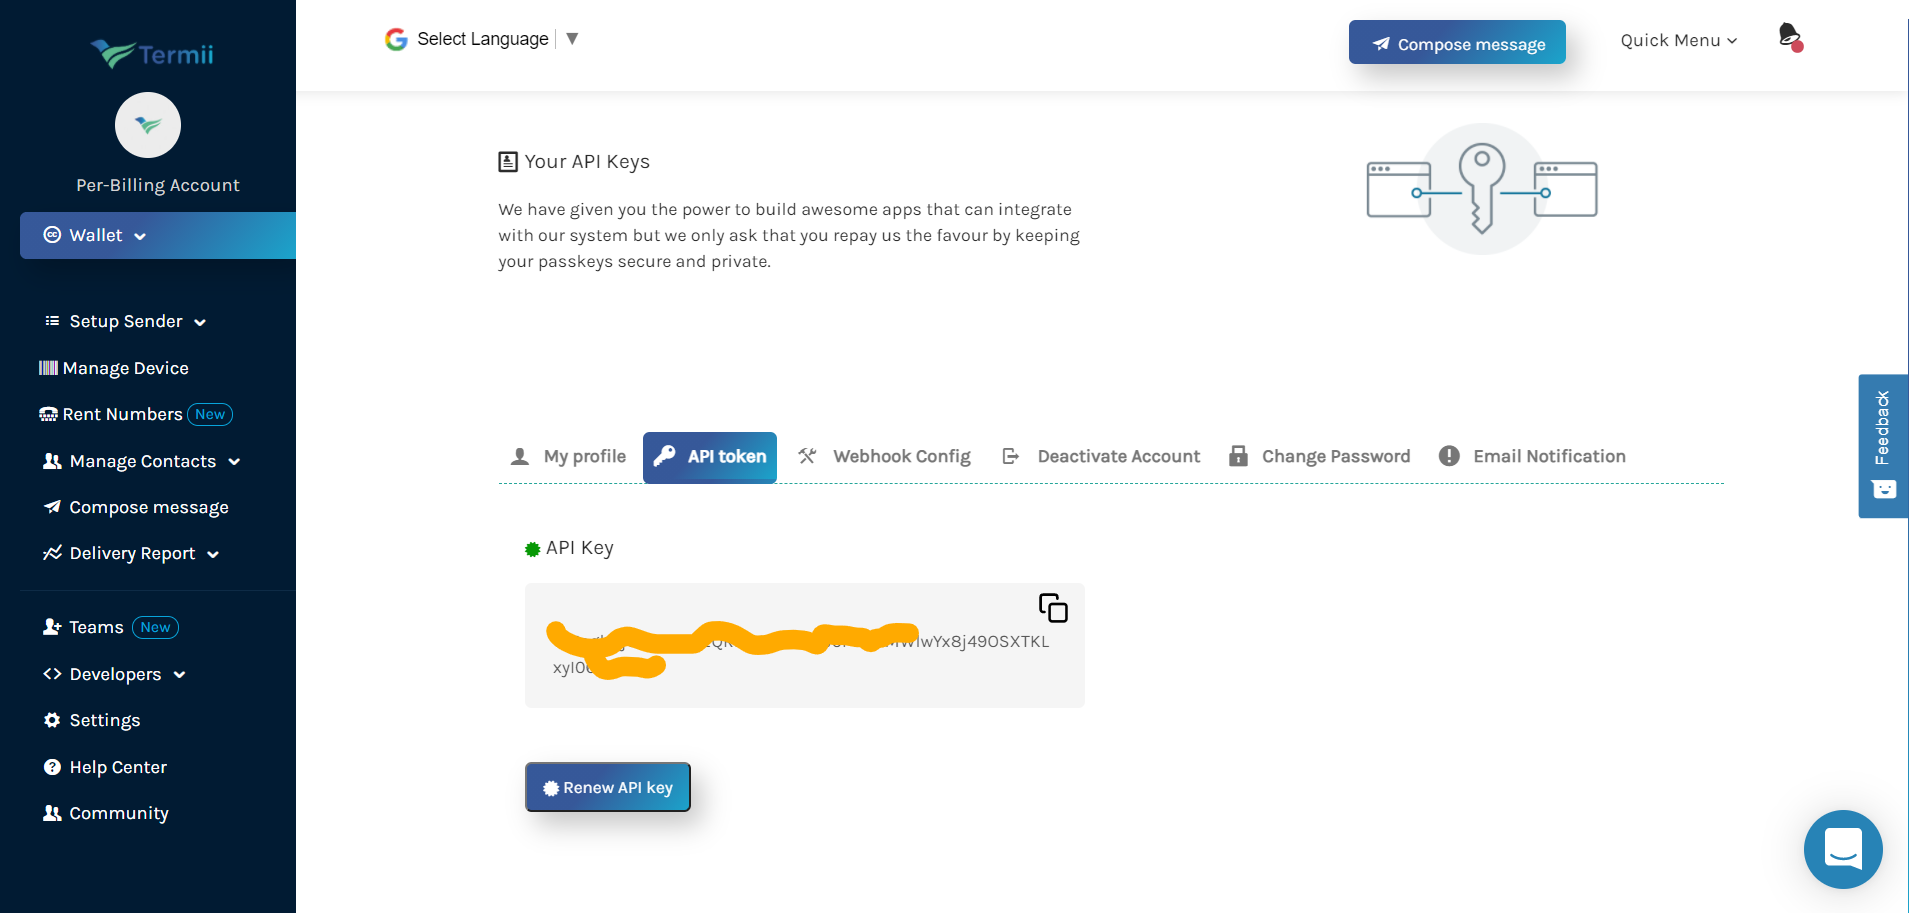 Termii
Per-Billing Account
Wallet
Setup Sender
Manage Device
Rent Numbers New
Manage Contacts
Compose message
Delivery Report
Teams New
Developers
Settings
Help Center
Community
Select Language ▼
Compose message
Quick Menu
Your API Keys
We have given you the power to build awesome apps that can integrate
with our system but we only ask that you repay us the favour by keeping
your passkeys secure and private.
My profile
API token
Webhook Config
Deactivate Account
Change Password
Email Notification
API Key
Renew API key
Feedback